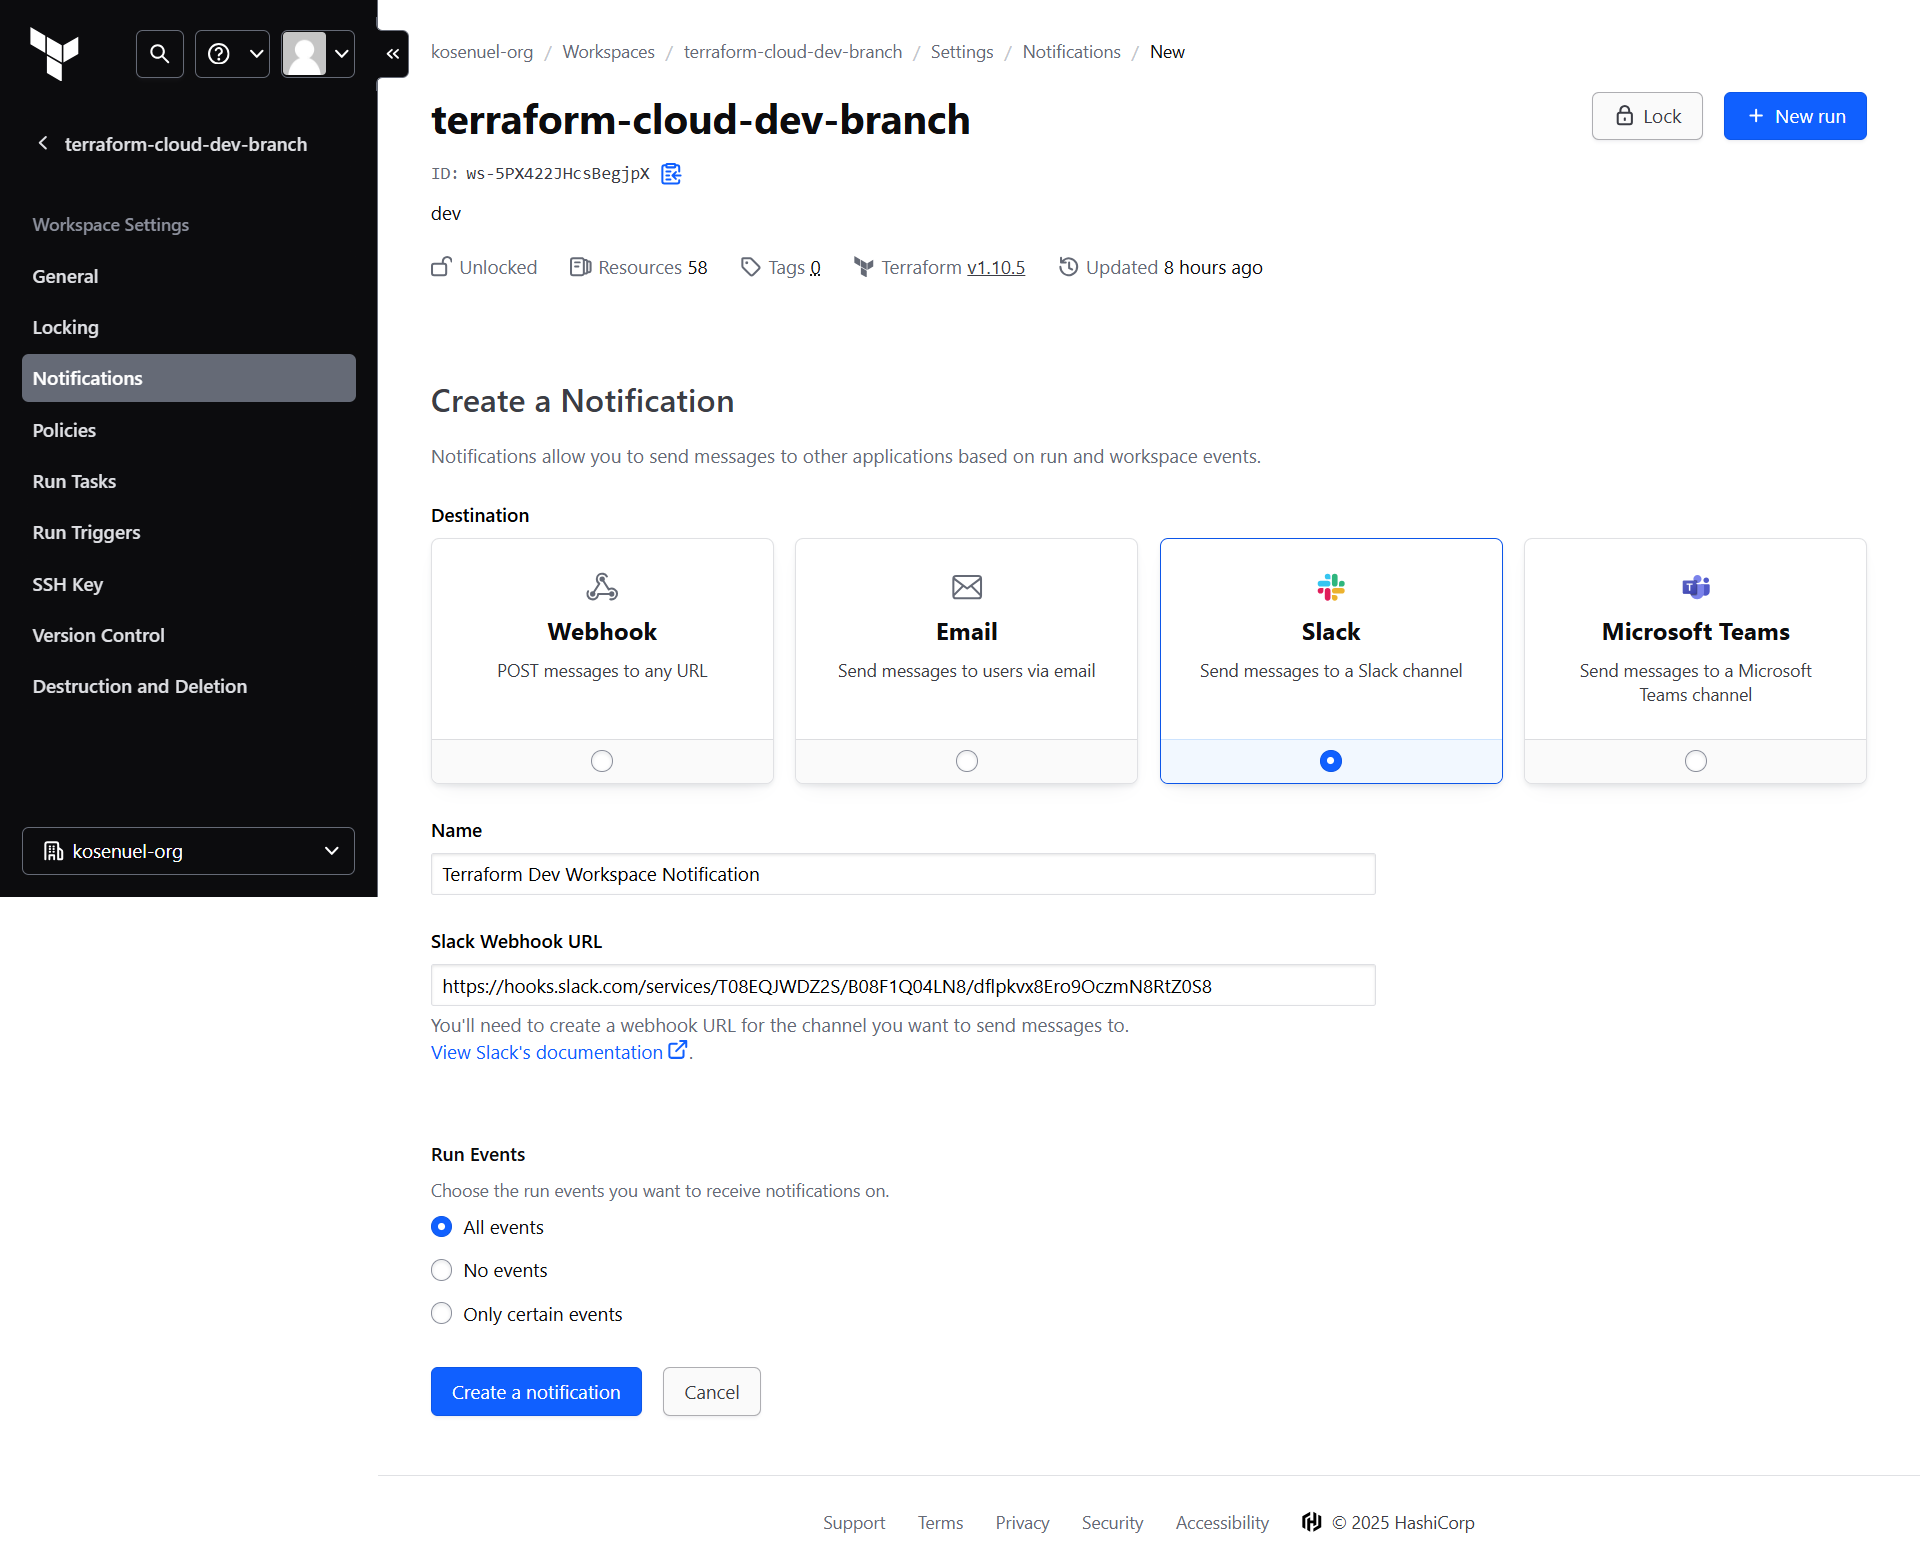 terraform-cloud-dev-branch
Workspace Settings
General
Locking
Notifications
Policies
Run Tasks
Run Triggers
SSH Key
Version Control
Destruction and Deletion
kosenuel-org
kosenuel-org / Workspaces / terraform-cloud-dev-branch / Settings / Notifications / New
terraform-cloud-dev-branch
Lock
+ New run
ID: ws-5PX422JHcsBegjpX
dev
Unlocked Resources 58 Tags 0 Terraform v1.10.5 Updated 8 hours ago
Create a Notification
Notifications allow you to send messages to other applications based on run and workspace events.
Destination
Webhook
POST messages to any URL
Email
Send messages to users via email
Slack
Send messages to a Slack channel
Microsoft Teams
Send messages to a Microsoft
Teams channel
Name
Terraform Dev Workspace Notification
Slack Webhook URL
https://hooks.slack.com/services/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
You'll need to create a webhook URL for the channel you want to send messages to.
View Slack's documentation.
Run Events
Choose the run events you want to receive notifications on.
All events
No events
Only certain events
Create a notification
Cancel
Support Terms Privacy Security Accessibility © 2025 HashiCorp